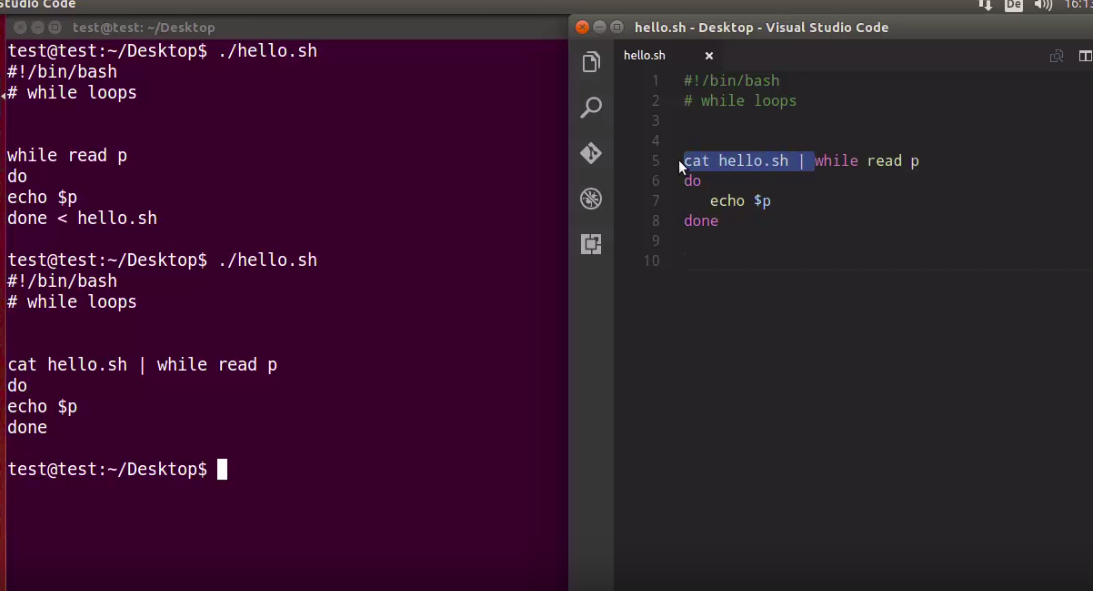 Studio Code
De
16:13
test@test: ~/Desktop
test@test:~/Desktop$ ./hello.sh
#!/bin/bash
# while loops
while read p
do
echo $p
done < hello.sh
test@test:~/Desktop$ ./hello.sh
#!/bin/bash
# while loops
cat hello.sh | while read p
do
echo $p
done
test@test:~/Desktop$
hello.sh - Desktop - Visual Studio Code
hello.sh
1 #!/bin/bash
2 # while loops
3
4
5 cat hello.sh | while read p
6 do
7 echo $p
8 done
9
10